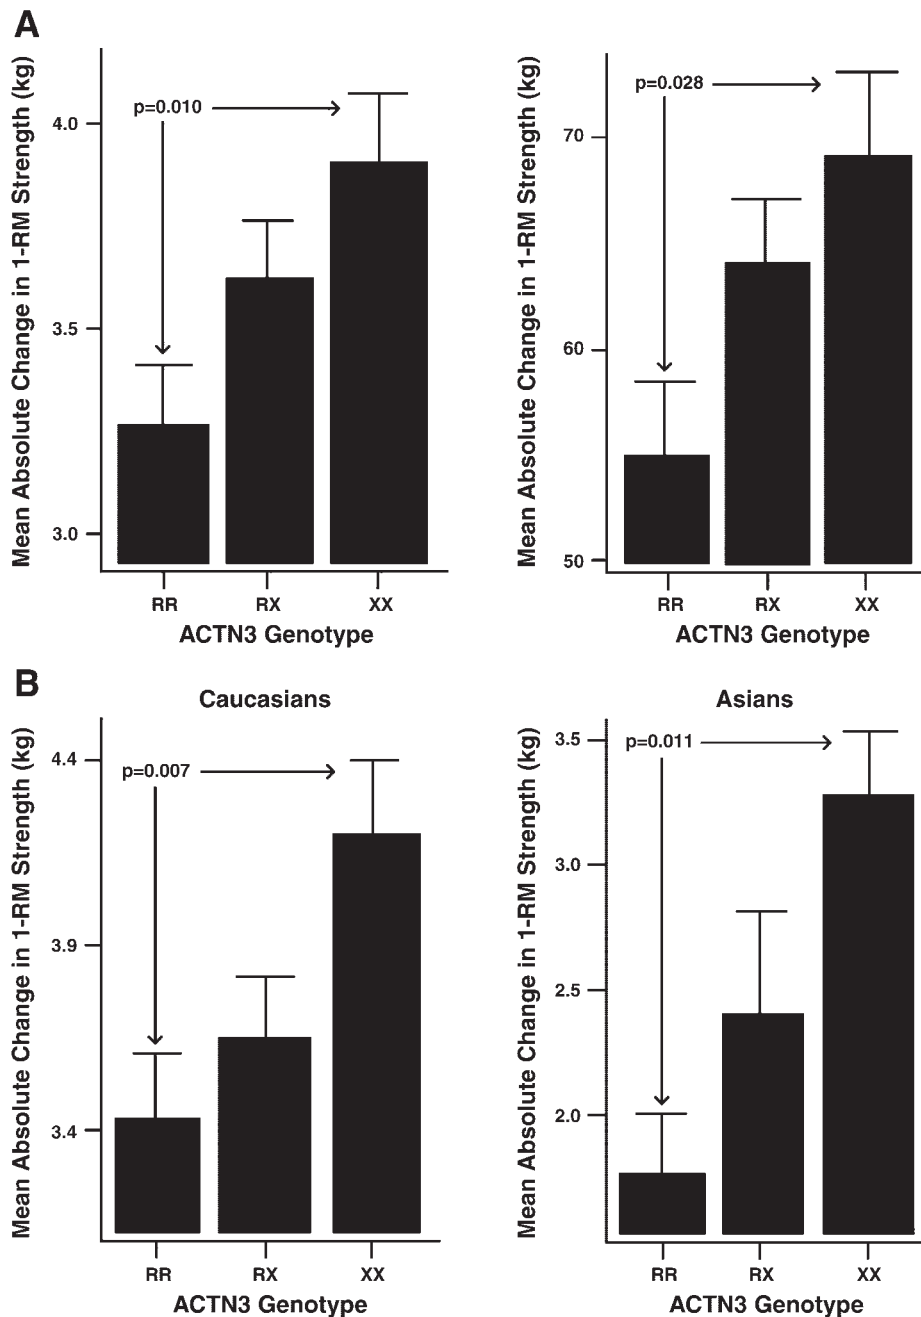 A
Mean Absolute Change in 1-RM Strength (kg)
4.0
3.5
3.0
p=0.010
RR
RX
XX
ACTN3 Genotype
Mean Absolute Change in 1-RM Strength (kg)
70
60
50
p=0.028
RR
RX
XX
ACTN3 Genotype
B
Caucasians
Mean Absolute Change in 1-RM Strength (kg)
4.4
3.9
3.4
p=0.007
RR
RX
XX
ACTN3 Genotype
Asians
Mean Absolute Change in 1-RM Strength (kg)
3.5
3.0
2.5
2.0
p=0.011
RR
RX
XX
ACTN3 Genotype